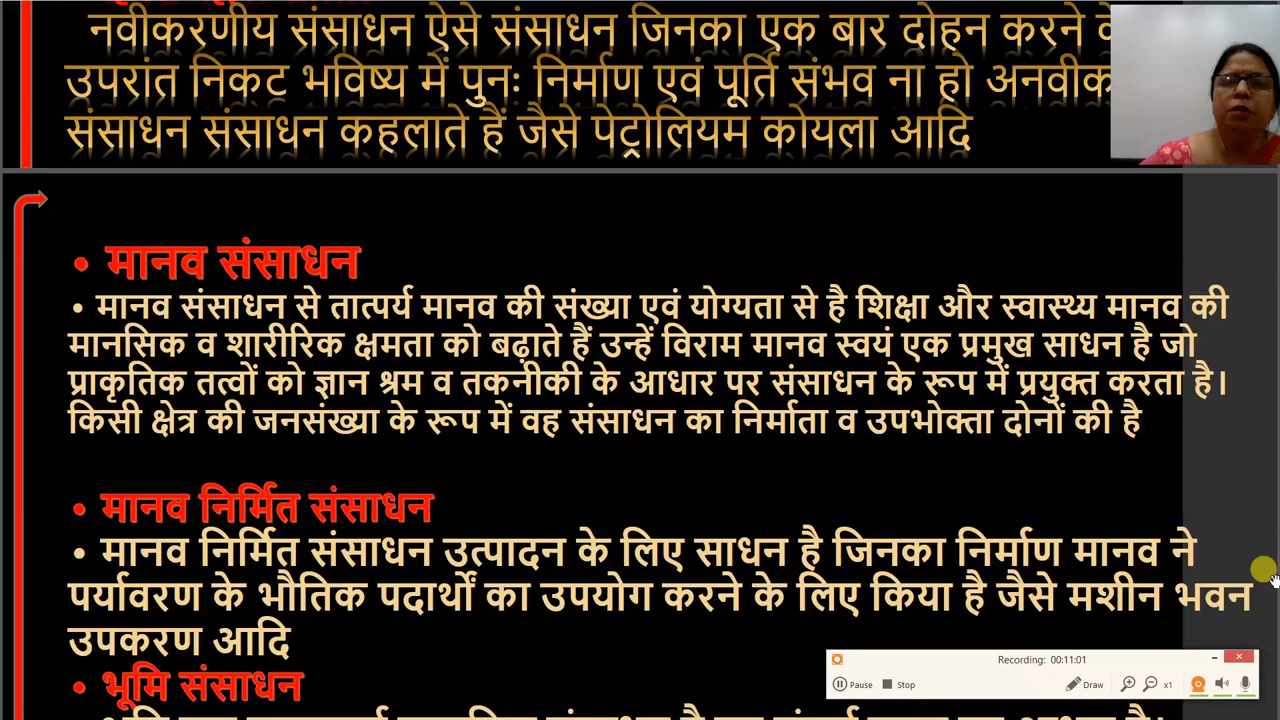 नवीकरणीय संसाधन ऐसे संसाधन जिनका एक बार दोहन करने
उपरांत निकट भविष्य में पुनः निर्माण एवं पूर्ति संभव ना हो
संसाधन संसाधन कहलाते हैं जैसे पेट्रोलियम कोयला आदि
• मानव संसाधन
• मानव संसाधन से तात्पर्य मानव की संख्या एवं योग्यता से है शिक्षा और स्वास्थ्य मानव की
मानसिक व शारीरिक क्षमता को बढ़ाते हैं उन्हें विराम मानव स्वयं एक प्रमुख साधन है जो
प्राकृतिक तत्वों को ज्ञान श्रम व तकनीकी के आधार पर संसाधन के रूप में प्रयुक्त करता है।
किसी क्षेत्र की जनसंख्या के रूप में वह संसाधन का निर्माता व उपभोक्ता दोनों की है
• मानव निर्मित संसाधन
• मानव निर्मित संसाधन उत्पादन के लिए साधन है जिनका निर्माण मानव ने
पर्यावरण के भौतिक पदार्थों का उपयोग करने के लिए किया है जैसे मशीन भवन
उपकरण आदि
• भूमि संसाधन
Recording: 00:11:01
Pause Stop Draw x1